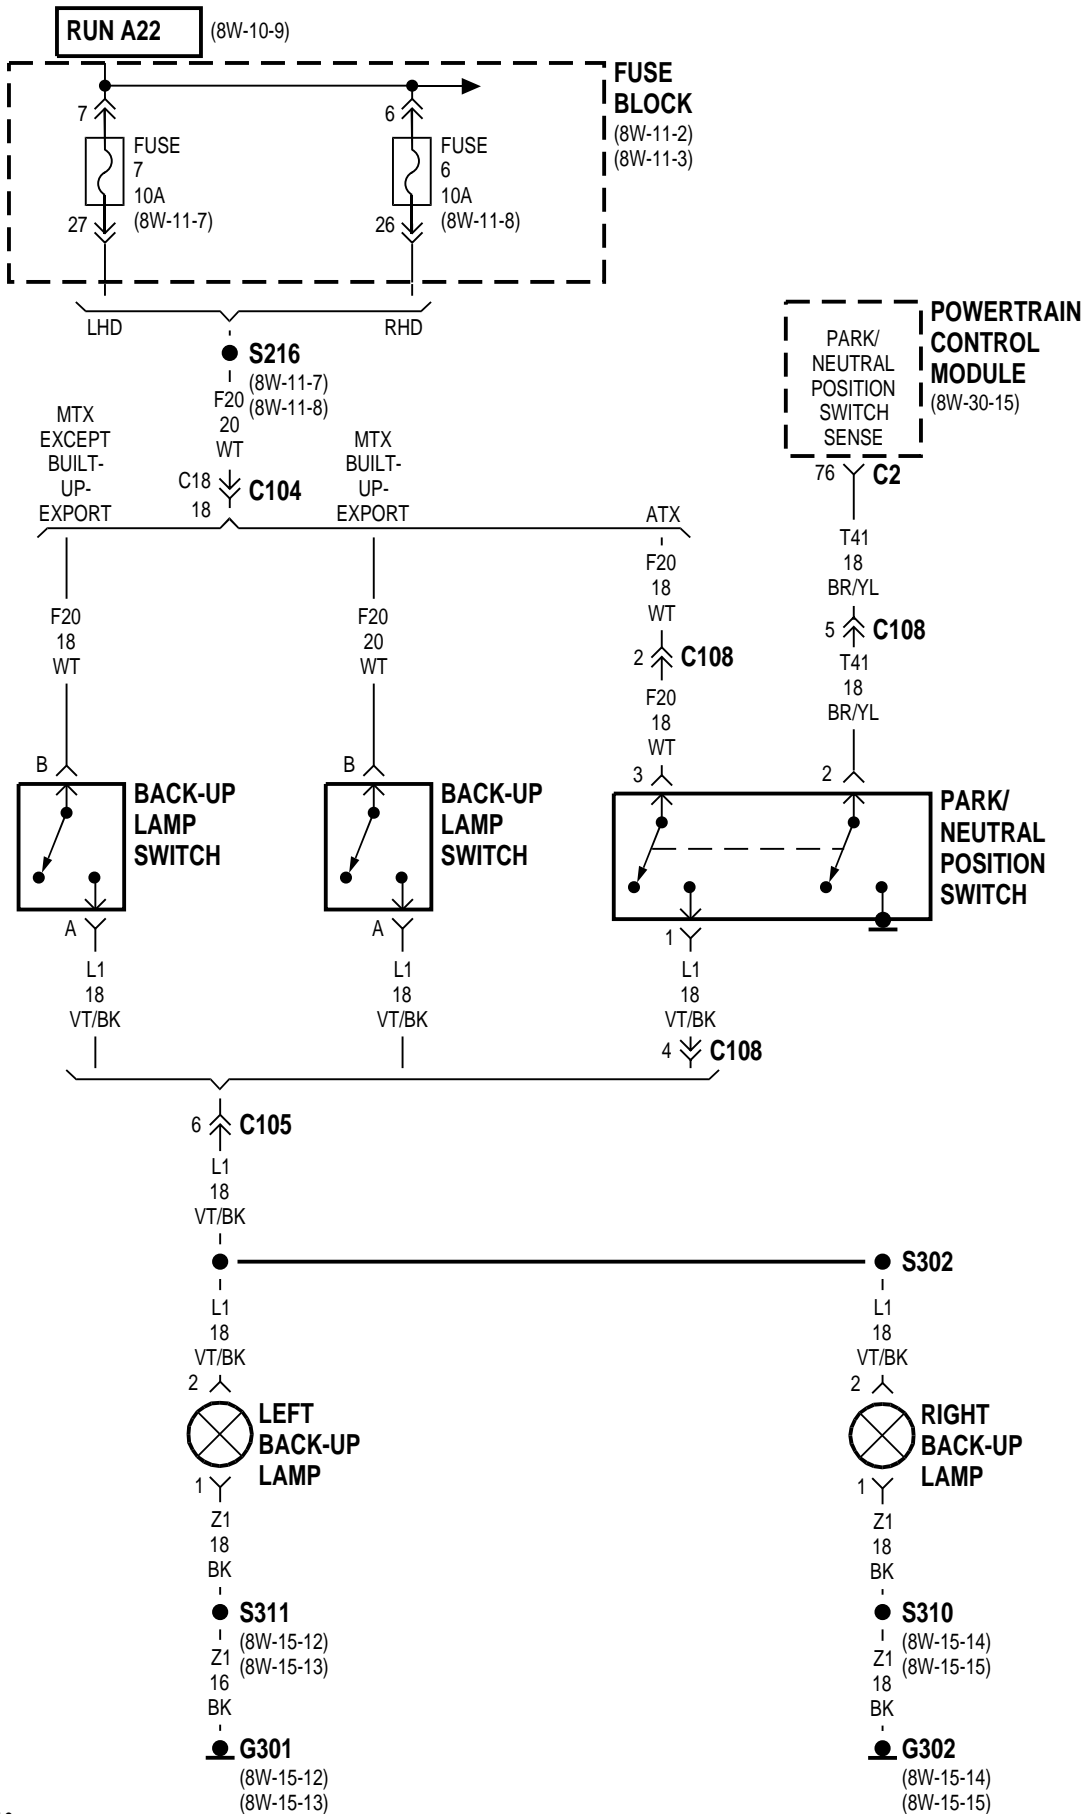 RUN A22
(8W-10-9)
FUSE
BLOCK
(8W-11-2)
(8W-11-3)
7
FUSE
7
10A
(8W-11-7)
27
6
FUSE
6
10A
(8W-11-8)
26
LHD
RHD
S216
(8W-11-7)
(8W-11-8)
F20
20
WT
C18
C104
18
MTX
EXCEPT
BUILT-
UP-
EXPORT
MTX
BUILT-
UP-
EXPORT
ATX
POWERTRAIN
CONTROL
MODULE
(8W-30-15)
PARK/
NEUTRAL
POSITION
SWITCH
SENSE
76
C2
T41
18
BR/YL
5
C108
T41
18
BR/YL
2
F20
18
WT
B
BACK-UP
LAMP
SWITCH
A
L1
18
VT/BK
F20
20
WT
B
BACK-UP
LAMP
SWITCH
A
L1
18
VT/BK
F20
18
WT
2
C108
F20
18
WT
3
PARK/
NEUTRAL
POSITION
SWITCH
1
L1
18
VT/BK
4
C108
6
C105
L1
18
VT/BK
S302
L1
18
VT/BK
2
LEFT
BACK-UP
LAMP
1
Z1
18
BK
S311
(8W-15-12)
(8W-15-13)
Z1
16
BK
G301
(8W-15-12)
(8W-15-13)
L1
18
VT/BK
2
RIGHT
BACK-UP
LAMP
1
Z1
18
BK
S310
(8W-15-14)
(8W-15-15)
Z1
18
BK
G302
(8W-15-14)
(8W-15-15)